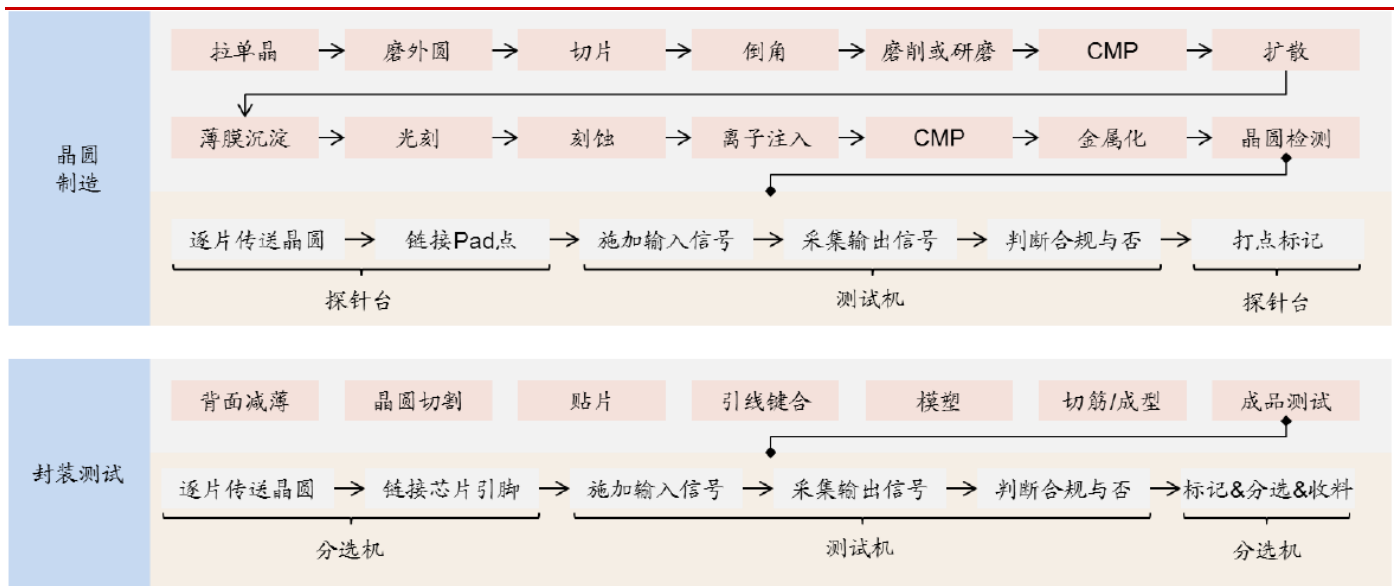 拉单晶
磨外圆
切片
倒角
磨削或研磨
CMP
扩散
薄膜沉淀
光刻
刻蚀
离子注入
CMP
金属化
晶圆检测
晶圆
制造
逐片传送晶圆
链接Pad点
施加输入信号
采集输出信号
判断合规与否
打点标记
探针台
测试机
探针台
背面减薄
晶圆切割
贴片
引线键合
模塑
切筋/成型
成品测试
封装测试
逐片传送晶圆
链接芯片引脚
施加输入信号
采集输出信号
判断合规与否
标记&分选&收料
分选机
测试机
分选机